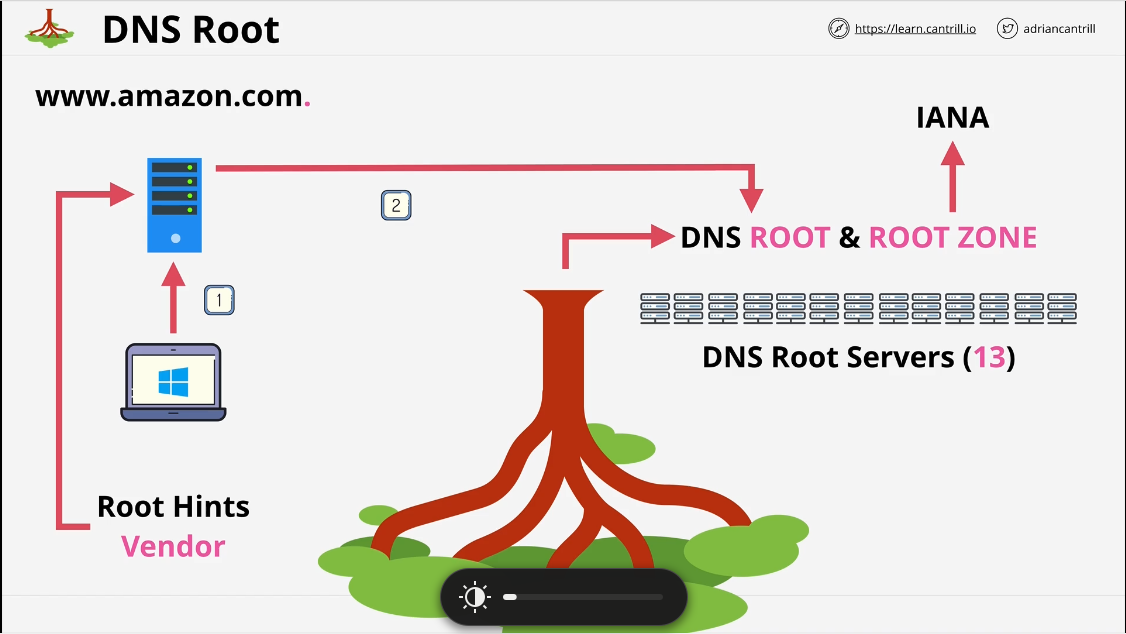 DNS Root
https://learn.cantrill.io
adriancantrill
www.amazon.com.
IANA
2
DNS ROOT & ROOT ZONE
1
DNS Root Servers (13)
Root Hints
Vendor